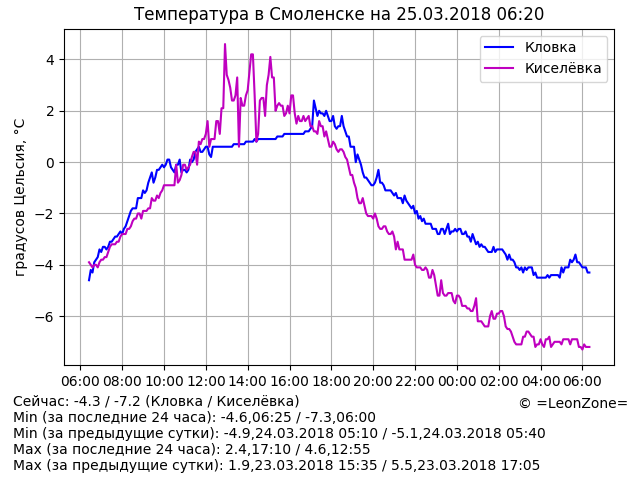 Температура в Смоленске на 25.03.2018 06:20
Кловка
Киселёвка
градусов Цельсия, °C
4
2
0
−2
−4
−6
06:00 08:00 10:00 12:00 14:00 16:00 18:00 20:00 22:00 00:00 02:00 04:00 06:00
Сейчас: -4.3 / -7.2 (Кловка / Киселёвка)
© =LeonZone=
Min (за последние 24 часа): -4.6,06:25 / -7.3,06:00
Min (за предыдущие сутки): -4.9,24.03.2018 05:10 / -5.1,24.03.2018 05:40
Max (за последние 24 часа): 2.4,17:10 / 4.6,12:55
Max (за предыдущие сутки): 1.9,23.03.2018 15:35 / 5.5,23.03.2018 17:05